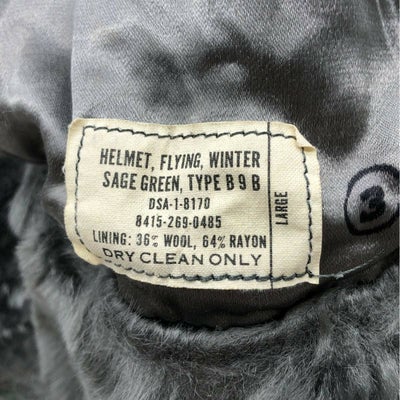 HELMET, FLYING, WINTER
SAGE GREEN, TYPE B 9 B
DSA-1-8170
8415-269-0485
LINING: 36% WOOL, 64% RAYON
DRY CLEAN ONLY
LARGE
3